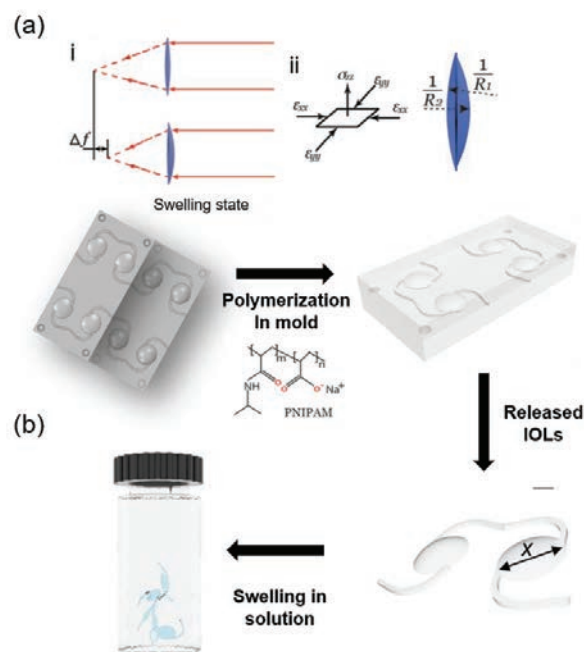 (a)
i
ii
Δf
σzz
εyy
εxx
εxx
εyy
1/R1
1/R2
Swelling state
Polymerization
In mold
m
n
NH
O
O
O-
Na+
PNIPAM
Released
IOLs
(b)
X
Swelling in
solution